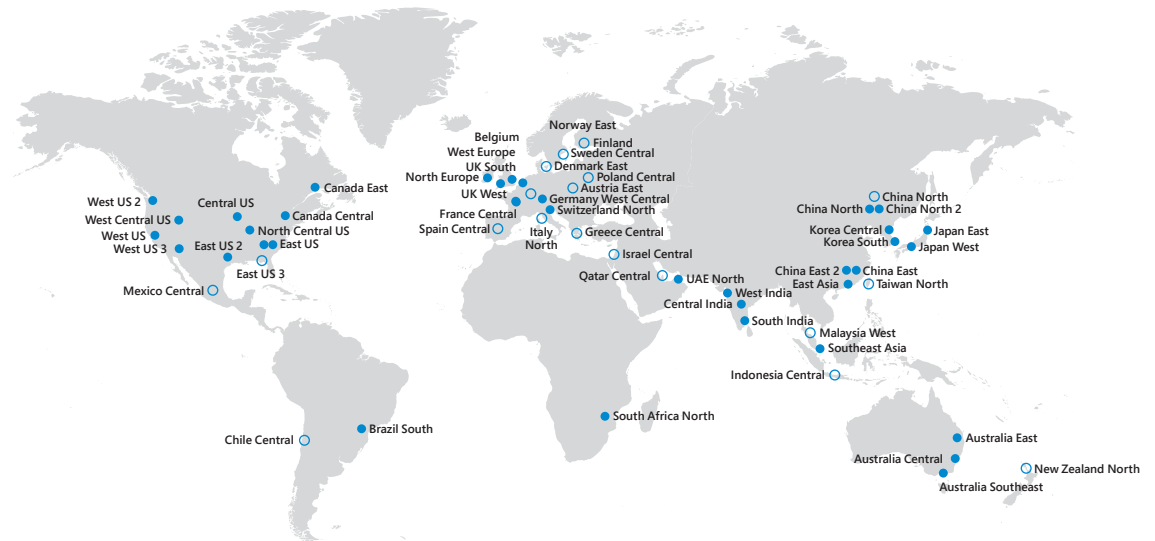 Norway East
Finland
Belgium
Sweden Central
West Europe
Denmark East
UK South
North Europe
Poland Central
Canada East
Austria East
UK West
Germany West Central
West US 2
Central US
France Central
Switzerland North
Canada Central
West Central US
North Central US
Spain Central
Italy
North
Greece Central
West US
West US 3
East US 2
East US
East US 3
Mexico Central
Israel Central
Qatar Central
UAE North
West India
Central India
South India
China North
China North
China North 2
Korea Central
Japan East
Korea South
Japan West
China East 2
China East
East Asia
Taiwan North
Malaysia West
Southeast Asia
Indonesia Central
South Africa North
Brazil South
Chile Central
Australia East
Australia Central
New Zealand North
Australia Southeast